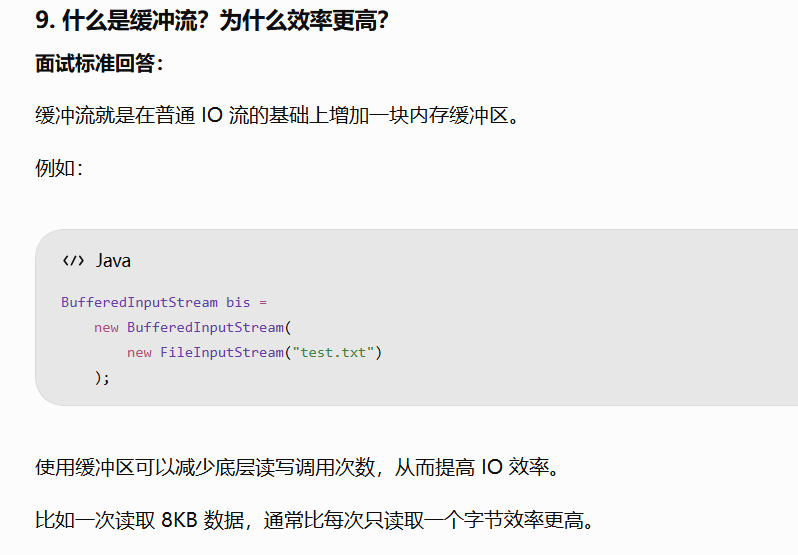 9. 什么是缓冲流？为什么效率更高？
面试标准回答：
缓冲流就是在普通 IO 流的基础上增加一块内存缓冲区。
例如：
</> Java
BufferedInputStream bis =
    new BufferedInputStream(
        new FileInputStream("test.txt")
    );
使用缓冲区可以减少底层读写调用次数，从而提高 IO 效率。
比如一次读取 8KB 数据，通常比每次只读取一个字节效率更高。